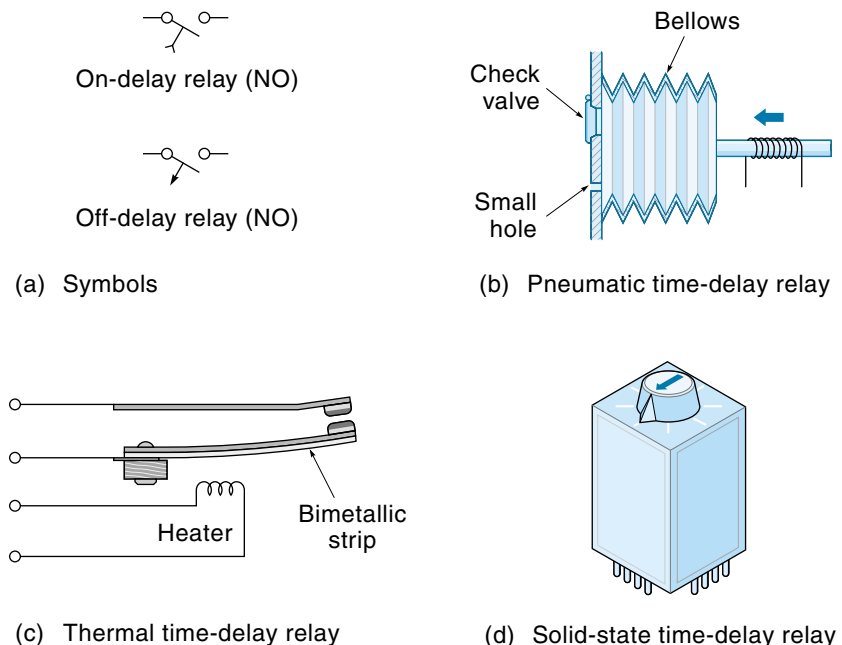 On-delay relay (NO)
Off-delay relay (NO)
(a) Symbols
Bellows
Check
valve
Small
hole
(b) Pneumatic time-delay relay
Heater
Bimetallic
strip
(c) Thermal time-delay relay
(d) Solid-state time-delay relay